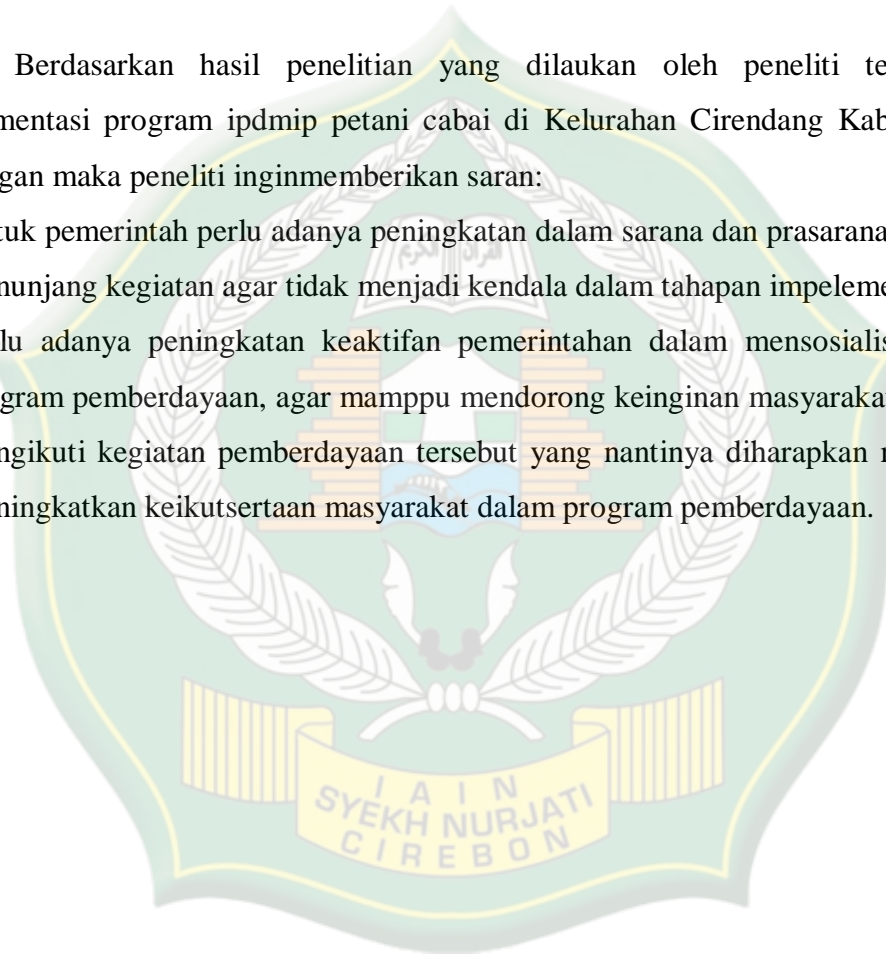 Berdasarkan hasil penelitian yang dilaukan oleh peneliti te
mentasi program ipdmip petani cabai di Kelurahan Cirendang Kab
gan maka peneliti inginmemberikan saran:
tuk pemerintah perlu adanya peningkatan dalam sarana dan prasarana
nunjang kegiatan agar tidak menjadi kendala dalam tahapan impeleme
lu adanya peningkatan keaktifan pemerintahan dalam mensosialis
gram pemberdayaan, agar mamppu mendorong keinginan masyarakat
ngikuti kegiatan pemberdayaan tersebut yang nantinya diharapkan
ningkatkan keikutsertaan masyarakat dalam program pemberdayaan.
IAIN
SYEKH NURJATI
CIREBON